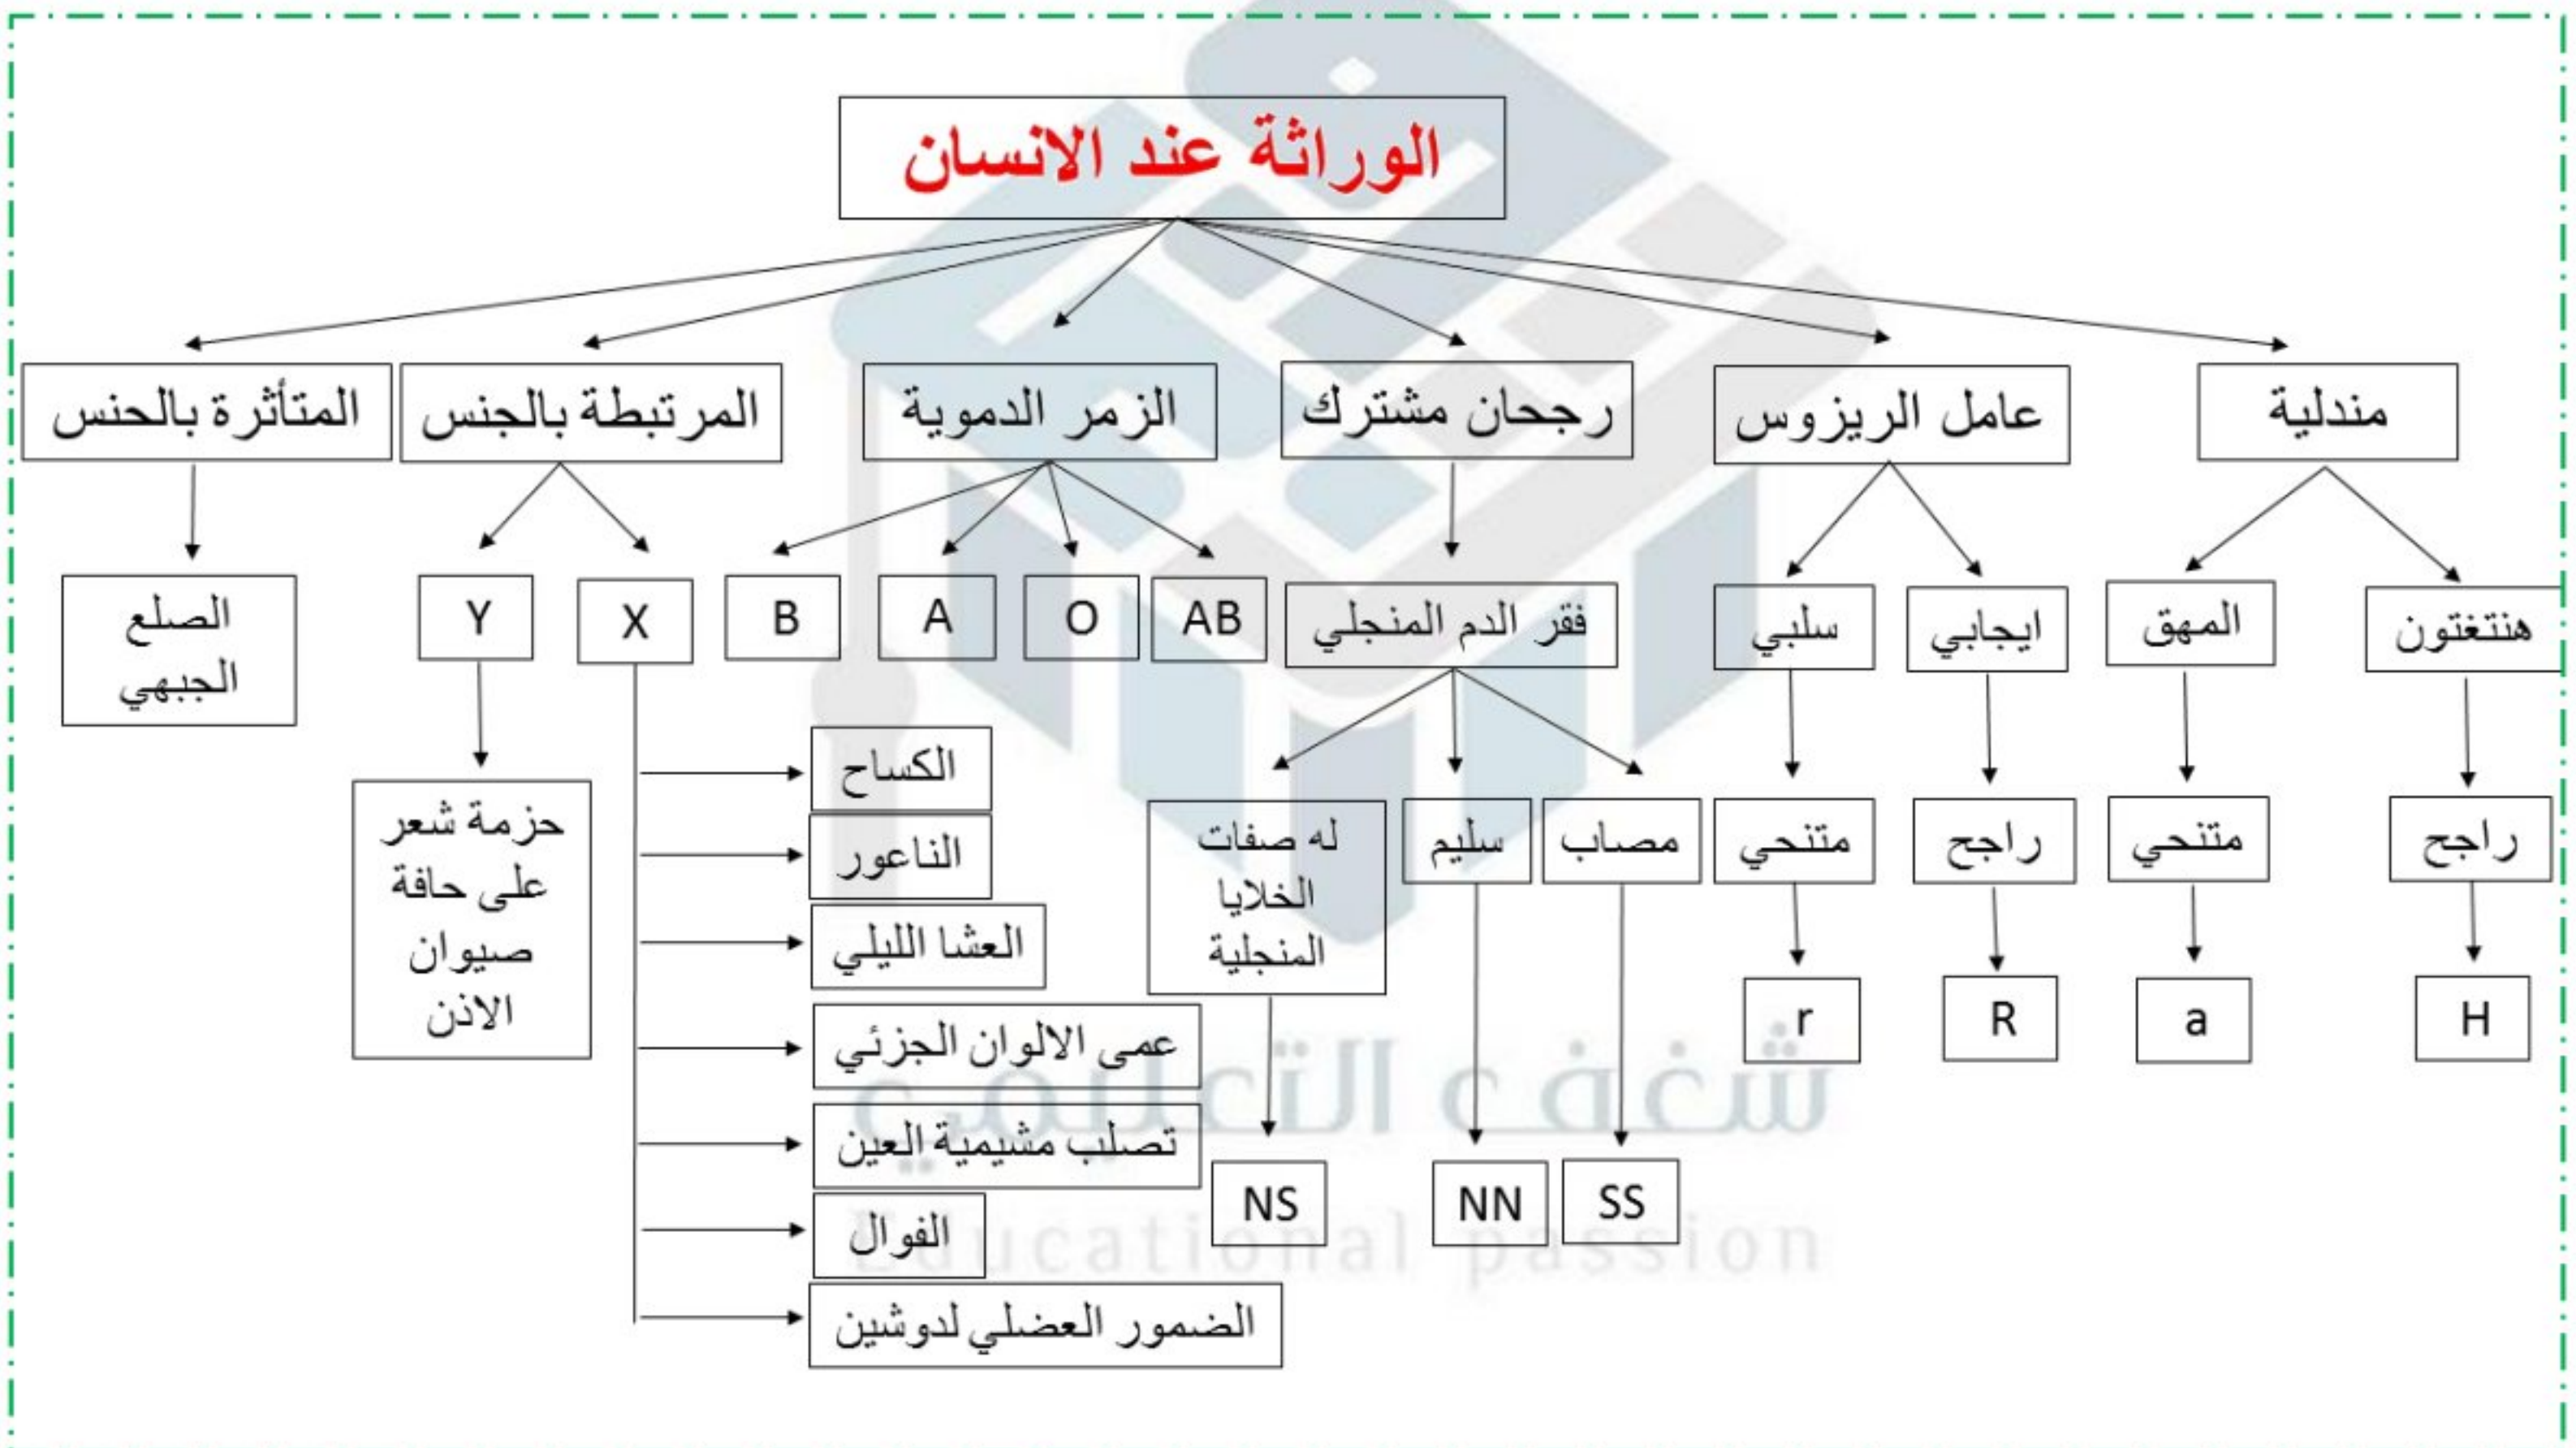 الوراثة عند الانسان
مندلية
عامل الريزوس
رجحان مشترك
الزمر الدموية
المرتبطة بالجنس
المتأثرة بالحنس
هنتغتون
المهق
ايجابي
سلبي
فقر الدم المنجلي
AB
O
A
B
X
Y
الصلع
الجبهي
راجح
متنحي
راجح
متنحي
مصاب
سليم
له صفات
الخلايا
المنجلية
H
a
R
r
SS
NN
NS
الكساح
الناعور
العشا الليلي
عمى الالوان الجزئي
تصلب مشيمية العين
الفوال
الضمور العضلي لدوشين
حزمة شعر
على حافة
صيوان
الاذن
شغف التعليمي
Educational passion